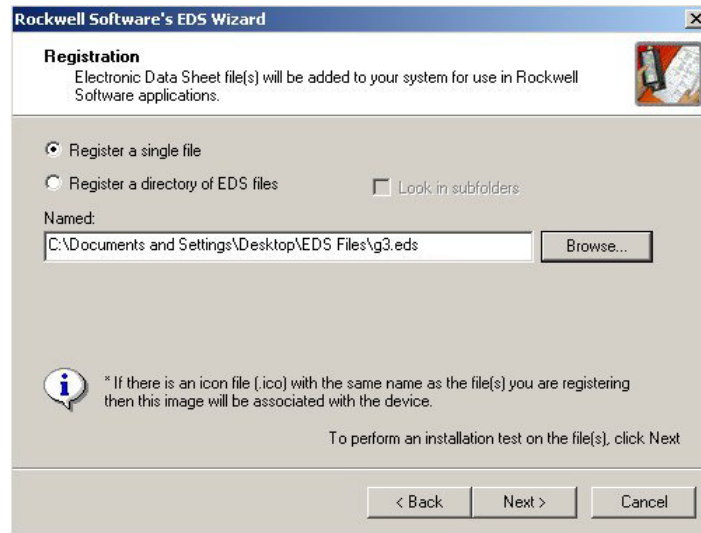 Rockwell Software's EDS Wizard
Registration
Electronic Data Sheet file(s) will be added to your system for use in Rockwell
Software applications.
Register a single file
Register a directory of EDS files
Look in subfolders
Named:
C:\Documents and Settings\Desktop\EDS Files\g3.eds
Browse...
* If there is an icon file (.ico) with the same name as the file(s) you are registering
then this image will be associated with the device.
To perform an installation test on the file(s), click Next
< Back
Next >
Cancel